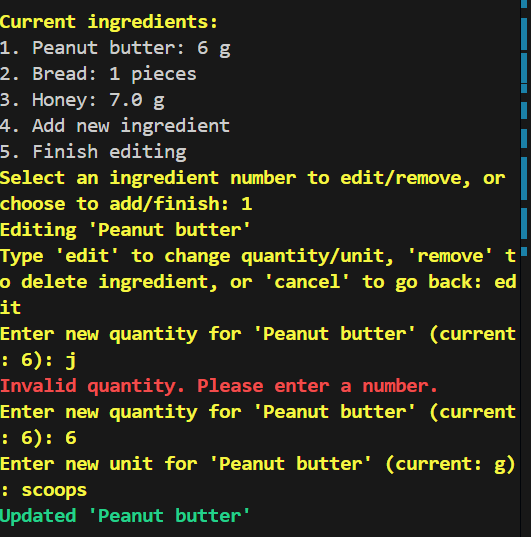 Current ingredients:
1. Peanut butter: 6 g
2. Bread: 1 pieces
3. Honey: 7.0 g
4. Add new ingredient
5. Finish editing
Select an ingredient number to edit/remove, or
choose to add/finish: 1
Editing 'Peanut butter'
Type 'edit' to change quantity/unit, 'remove' t
o delete ingredient, or 'cancel' to go back: ed
it
Enter new quantity for 'Peanut butter' (current
: 6): j
Invalid quantity. Please enter a number.
Enter new quantity for 'Peanut butter' (current
: 6): 6
Enter new unit for 'Peanut butter' (current: g)
: scoops
Updated 'Peanut butter'